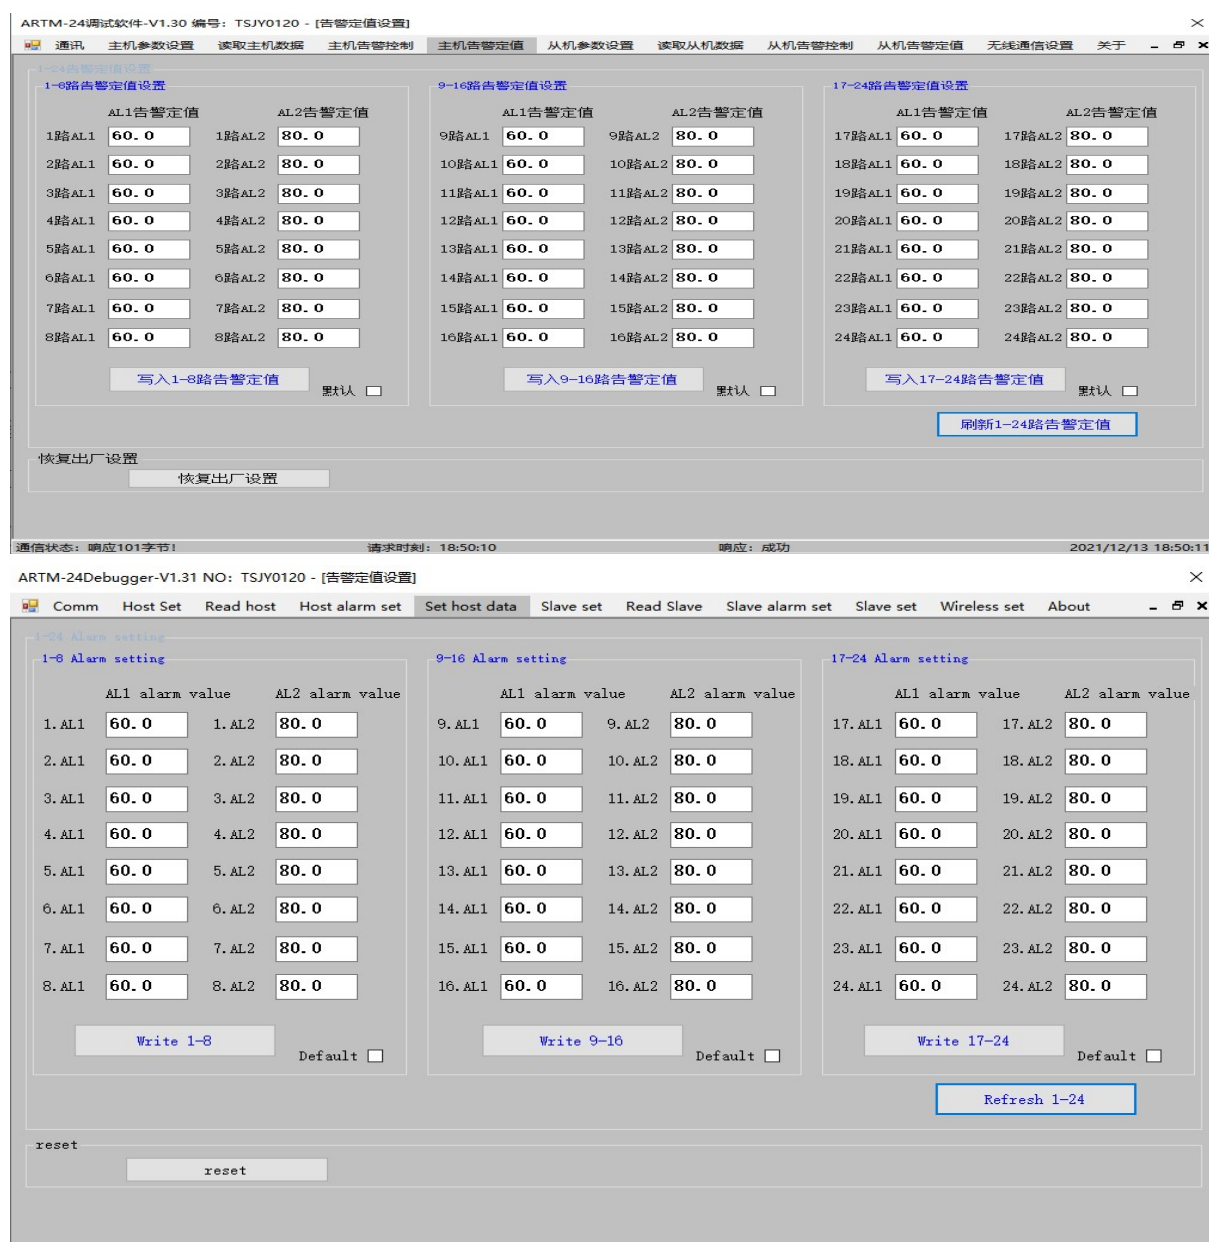 ARTM-24调试软件-V1.30 编号: TSJY0120 - [告警定值设置]
通讯 主机参数设置 读取主机数据 主机告警控制 主机告警定值 从机参数设置 读取从机数据 从机告警控制 从机告警定值 无线通信设置 关于
1-24告警定值设置
1-8路告警定值设置 9-16路告警定值设置 17-24路告警定值设置
AL1告警定值 AL2告警定值 AL1告警定值 AL2告警定值 AL1告警定值 AL2告警定值
1路AL1 60.0 1路AL2 80.0 9路AL1 60.0 9路AL2 80.0 17路AL1 60.0 17路AL2 80.0
2路AL1 60.0 2路AL2 80.0 10路AL1 60.0 10路AL2 80.0 18路AL1 60.0 18路AL2 80.0
3路AL1 60.0 3路AL2 80.0 11路AL1 60.0 11路AL2 80.0 19路AL1 60.0 19路AL2 80.0
4路AL1 60.0 4路AL2 80.0 12路AL1 60.0 12路AL2 80.0 20路AL1 60.0 20路AL2 80.0
5路AL1 60.0 5路AL2 80.0 13路AL1 60.0 13路AL2 80.0 21路AL1 60.0 21路AL2 80.0
6路AL1 60.0 6路AL2 80.0 14路AL1 60.0 14路AL2 80.0 22路AL1 60.0 22路AL2 80.0
7路AL1 60.0 7路AL2 80.0 15路AL1 60.0 15路AL2 80.0 23路AL1 60.0 23路AL2 80.0
8路AL1 60.0 8路AL2 80.0 16路AL1 60.0 16路AL2 80.0 24路AL1 60.0 24路AL2 80.0
写入1-8路告警定值 默认 写入9-16路告警定值 默认 写入17-24路告警定值 默认
刷新1-24路告警定值
恢复出厂设置
恢复出厂设置
通信状态: 响应101字节! 请求时刻: 18:50:10 响应: 成功 2021/12/13 18:50:11
ARTM-24Debugger-V1.31 NO: TSJY0120 - [告警定值设置]
Comm Host Set Read host Host alarm set Set host data Slave set Read Slave Slave alarm set Slave set Wireless set About
1-24 Alarm setting
1-8 Alarm setting 9-16 Alarm setting 17-24 Alarm setting
AL1 alarm value AL2 alarm value AL1 alarm value AL2 alarm value AL1 alarm value AL2 alarm value
1.AL1 60.0 1.AL2 80.0 9.AL1 60.0 9.AL2 80.0 17.AL1 60.0 17.AL2 80.0
2.AL1 60.0 2.AL2 80.0 10.AL1 60.0 10.AL2 80.0 18.AL1 60.0 18.AL2 80.0
3.AL1 60.0 3.AL2 80.0 11.AL1 60.0 11.AL2 80.0 19.AL1 60.0 19.AL2 80.0
4.AL1 60.0 4.AL2 80.0 12.AL1 60.0 12.AL2 80.0 20.AL1 60.0 20.AL2 80.0
5.AL1 60.0 5.AL2 80.0 13.AL1 60.0 13.AL2 80.0 21.AL1 60.0 21.AL2 80.0
6.AL1 60.0 6.AL2 80.0 14.AL1 60.0 14.AL2 80.0 22.AL1 60.0 22.AL2 80.0
7.AL1 60.0 7.AL2 80.0 15.AL1 60.0 15.AL2 80.0 23.AL1 60.0 23.AL2 80.0
8.AL1 60.0 8.AL2 80.0 16.AL1 60.0 16.AL2 80.0 24.AL1 60.0 24.AL2 80.0
Write 1-8 Default Write 9-16 Default Write 17-24 Default
Refresh 1-24
reset
reset